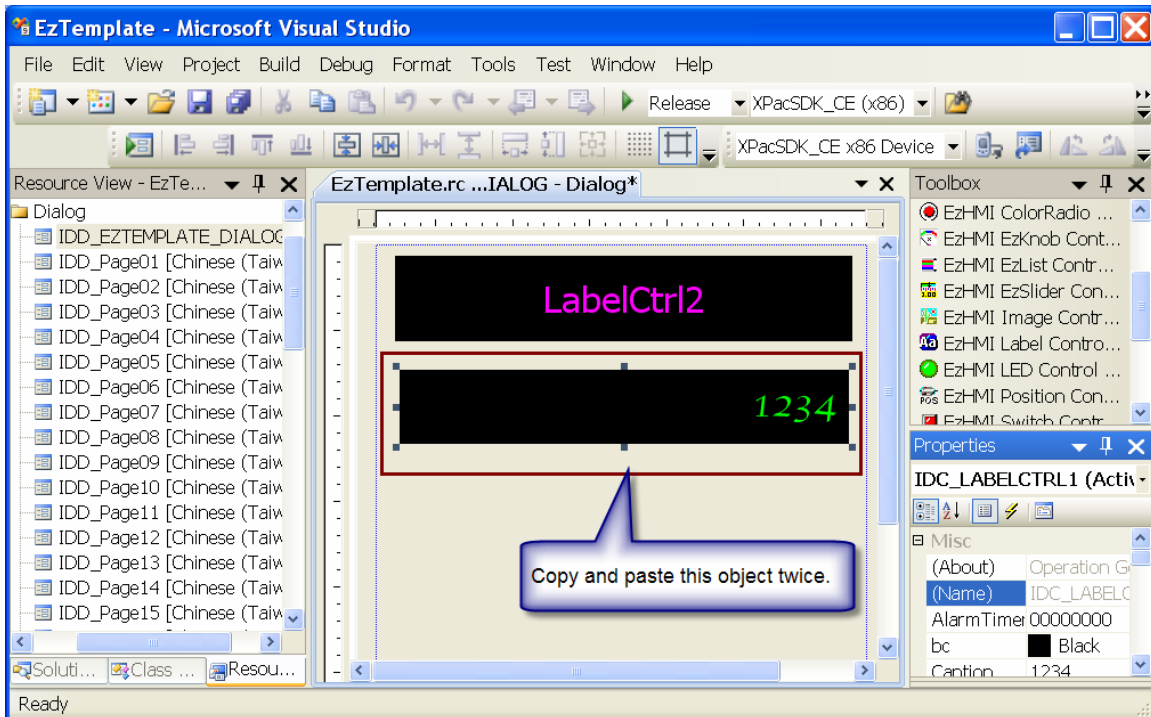 EzTemplate - Microsoft Visual Studio
File Edit View Project Build Debug Format Tools Test Window Help
Release XPacSDK_CE (x86)
XPacSDK_CE x86 Device
Resource View - EzTe...
EzTemplate.rc ...IALOG - Dialog*
Toolbox
Dialog
IDD_EZTEMPLATE_DIALOG
IDD_Page01 [Chinese (Taiw
IDD_Page02 [Chinese (Taiw
IDD_Page03 [Chinese (Taiw
IDD_Page04 [Chinese (Taiw
IDD_Page05 [Chinese (Taiw
IDD_Page06 [Chinese (Taiw
IDD_Page07 [Chinese (Taiw
IDD_Page08 [Chinese (Taiw
IDD_Page09 [Chinese (Taiw
IDD_Page10 [Chinese (Taiw
IDD_Page11 [Chinese (Taiw
IDD_Page12 [Chinese (Taiw
IDD_Page13 [Chinese (Taiw
IDD_Page14 [Chinese (Taiw
IDD_Page15 [Chinese (Taiw
Soluti... Class ... Resou...
LabelCtrl2
1234
Copy and paste this object twice.
EzHMI ColorRadio ...
EzHMI EzKnob Cont...
EzHMI EzList Contr...
EzHMI EzSlider Con...
EzHMI Image Contr...
EzHMI Label Contro...
EzHMI LED Control ...
EzHMI Position Con...
EzHMI Switch Contr
Properties
IDC_LABELCTRL1 (Activ
Misc
(About) Operation G
(Name) IDC_LABELC
AlarmTimer 00000000
bc Black
Caption 1234
Ready